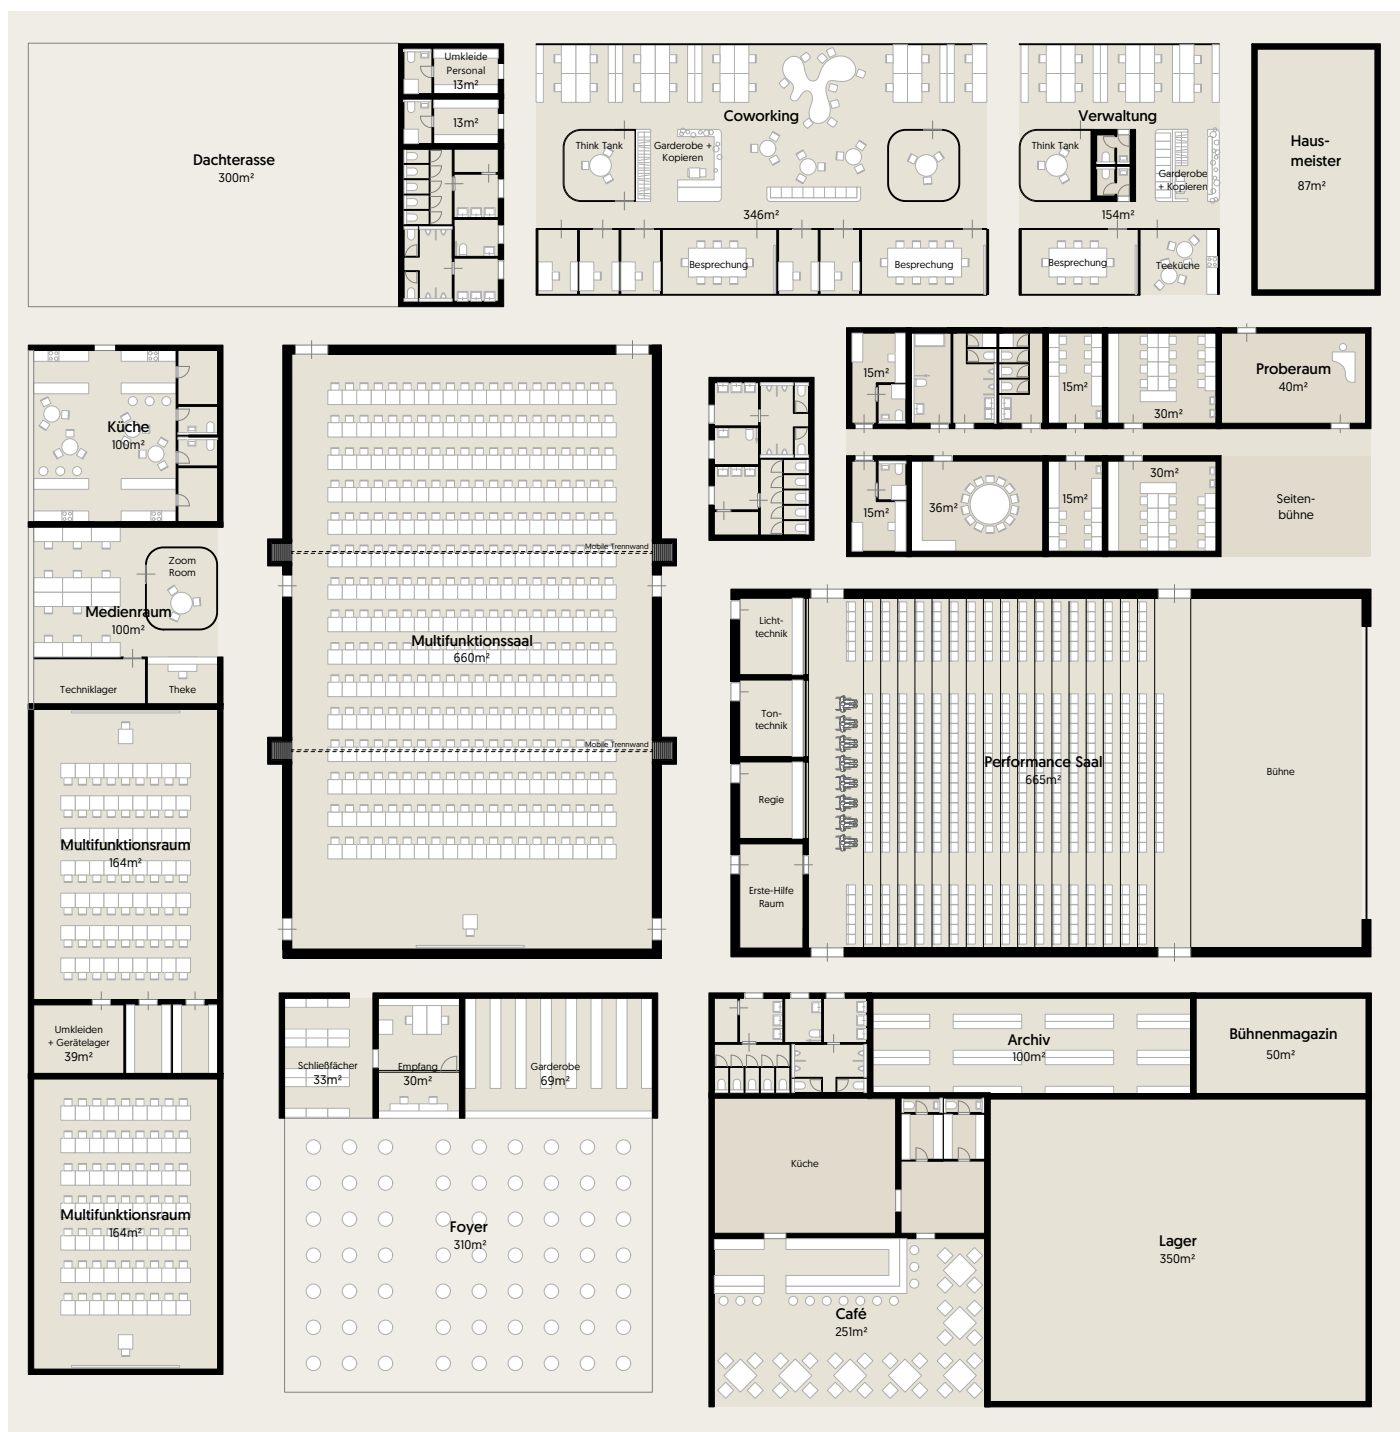 Umkleide
Personal
13m²
13m²
Dachterasse
300m²
Coworking
Think Tank
Garderobe +
Kopieren
346m²
Besprechung
Besprechung
Verwaltung
Think Tank
Garderobe
+ Kopieren
154m²
Besprechung
Teeküche
Haus-
meister
87m²
Küche
100m²
Zoom
Room
Medienraum
100m²
Techniklager
Theke
Multifunktionsraum
164m²
Umkleiden
+ Gerätelager
39m²
Multifunktionsraum
164m²
Mobile Trennwand
Multifunktionssaal
660m²
Mobile Trennwand
15m²
15m²
30m²
Proberaum
40m²
15m²
36m²
15m²
30m²
Seiten-
bühne
Licht-
technik
Ton-
technik
Regie
Erste-Hilfe
Raum
Performance Saal
665m²
Bühne
Schließfächer
33m²
Empfang
30m²
Garderobe
69m²
Foyer
310m²
Archiv
100m²
Bühnenmagazin
50m²
Küche
Café
251m²
Lager
350m²